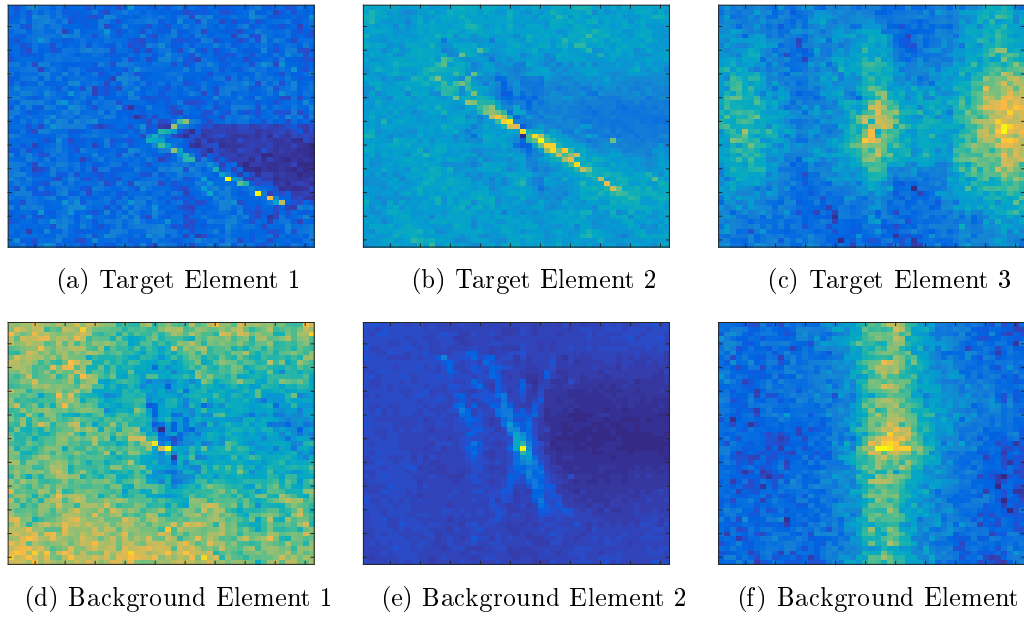 (a) Target Element 1
(b) Target Element 2
(c) Target Element 3
(d) Background Element 1
(e) Background Element 2
(f) Background Element